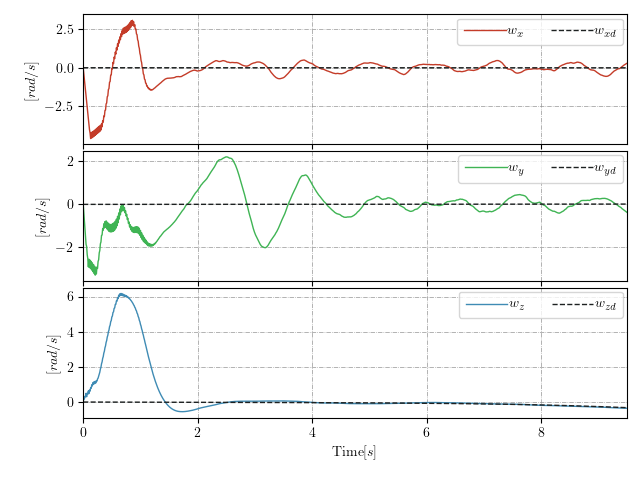 2.5
0.0
−2.5
[rad/s]
w_x w_xd
2
0
−2
[rad/s]
w_y w_yd
6
4
2
0
[rad/s]
w_z w_zd
0 2 4 6 8
Time[s]